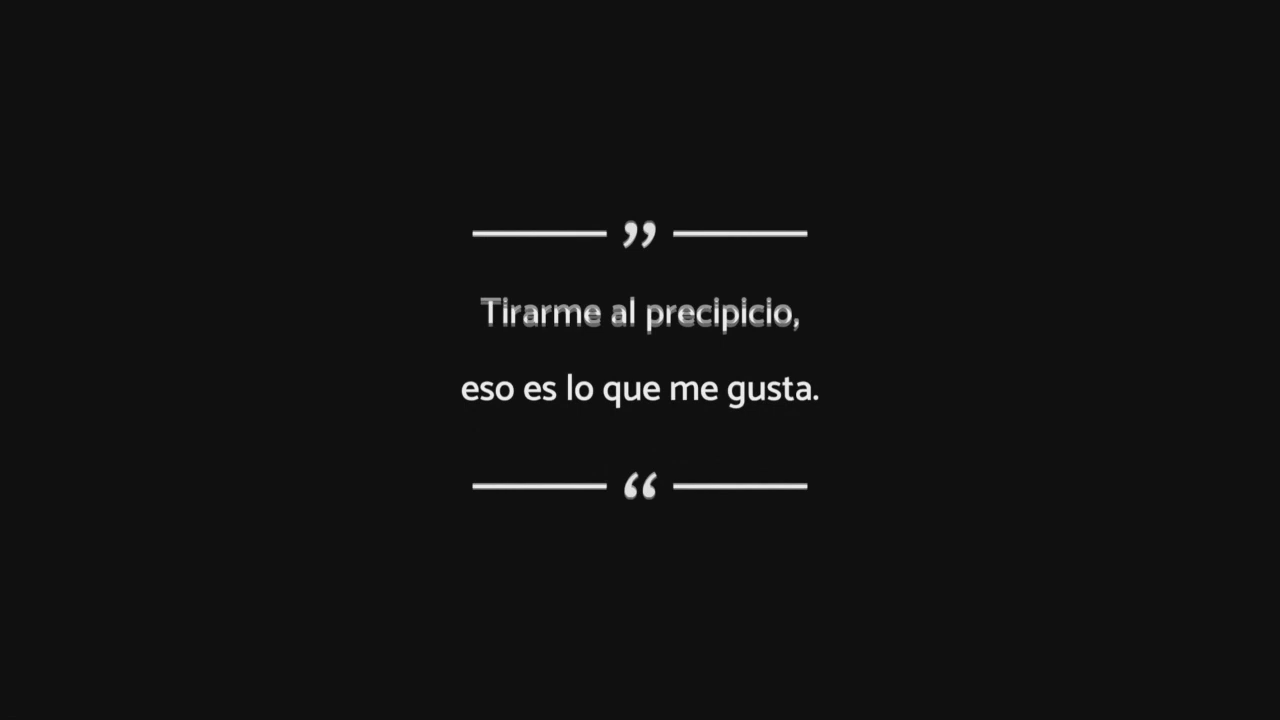 ”
Tirarme al precipicio,
eso es lo que me gusta.
“